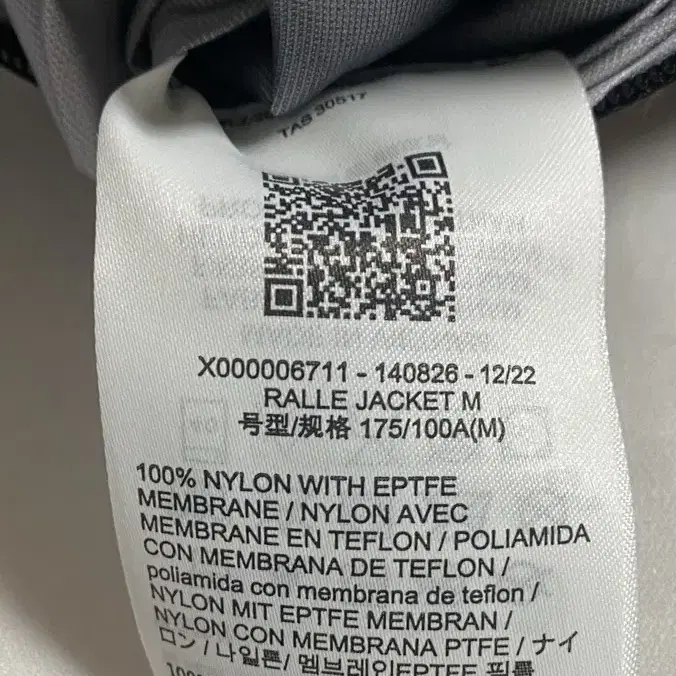 TAS 30517
X000006711 - 140826 - 12/22
RALLE JACKET M
号型/规格 175/100A(M)
100% NYLON WITH EPTFE
MEMBRANE / NYLON AVEC
MEMBRANE EN TEFLON / POLIAMIDA
CON MEMBRANA DE TEFLON /
poliamida con membrana de teflon /
NYLON MIT EPTFE MEMBRAN /
NYLON CON MEMBRANA PTFE / ナイ
ロン / 나일론/ 멤브레인EPTFE 필름
100%